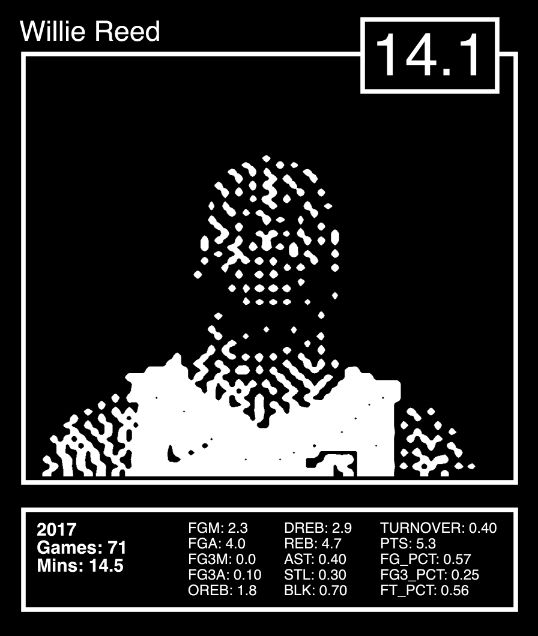 Willie Reed
14.1
2017
Games: 71
Mins: 14.5
FGM: 2.3
FGA: 4.0
FG3M: 0.0
FG3A: 0.10
OREB: 1.8
DREB: 2.9
REB: 4.7
AST: 0.40
STL: 0.30
BLK: 0.70
TURNOVER: 0.40
PTS: 5.3
FG_PCT: 0.57
FG3_PCT: 0.25
FT_PCT: 0.56